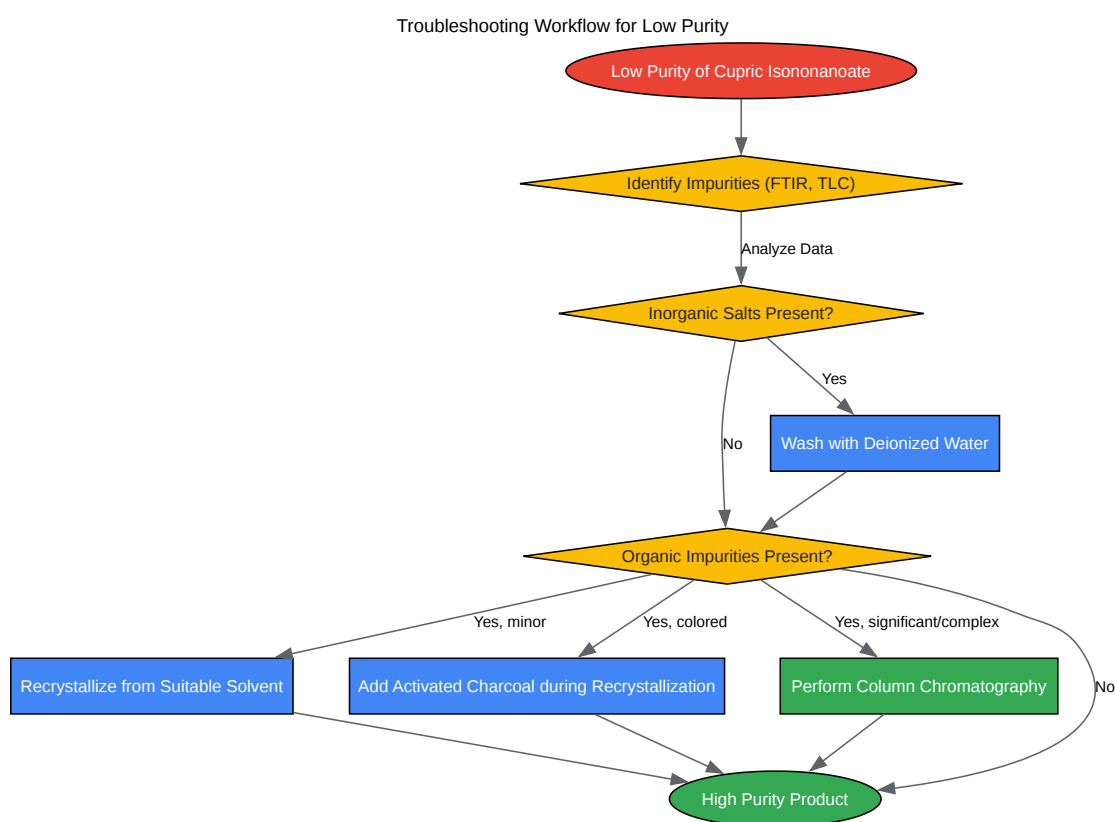 Troubleshooting Workflow for Low Purity
Low Purity of Cupric Isononanoate
Identify Impurities (FTIR, TLC)
Analyze Data
Inorganic Salts Present?
Yes
No
Wash with Deionized Water
Organic Impurities Present?
Yes, minor
Yes, colored
Yes, significant/complex
No
Recrystallize from Suitable Solvent
Add Activated Charcoal during Recrystallization
Perform Column Chromatography
High Purity Product